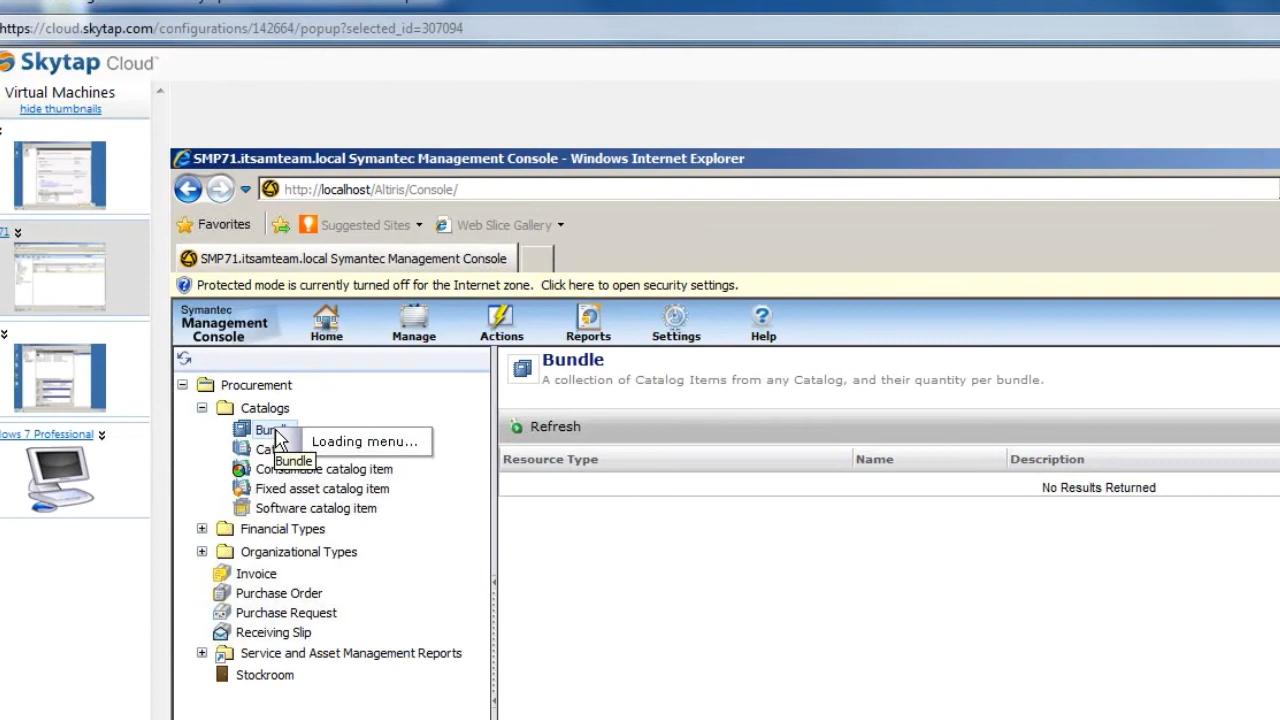 https://cloud.skytap.com/configurations/142664/popup?selected_id=307094
Skytap Cloud
Virtual Machines
hide thumbnails
71
ows 7 Professional
SMP71.itsamteam.local Symantec Management Console - Windows Internet Explorer
http://localhost/Altiris/Console/
Favorites Suggested Sites Web Slice Gallery
SMP71.itsamteam.local Symantec Management Console
Protected mode is currently turned off for the Internet zone. Click here to open security settings.
Symantec
Management
Console
Home Manage Actions Reports Settings Help
Procurement
Catalogs
Loading menu...
Bundle
Consumable catalog item
Fixed asset catalog item
Software catalog item
Financial Types
Organizational Types
Invoice
Purchase Order
Purchase Request
Receiving Slip
Service and Asset Management Reports
Stockroom
Bundle
A collection of Catalog Items from any Catalog, and their quantity per bundle.
Refresh
Resource Type Name Description
No Results Returned